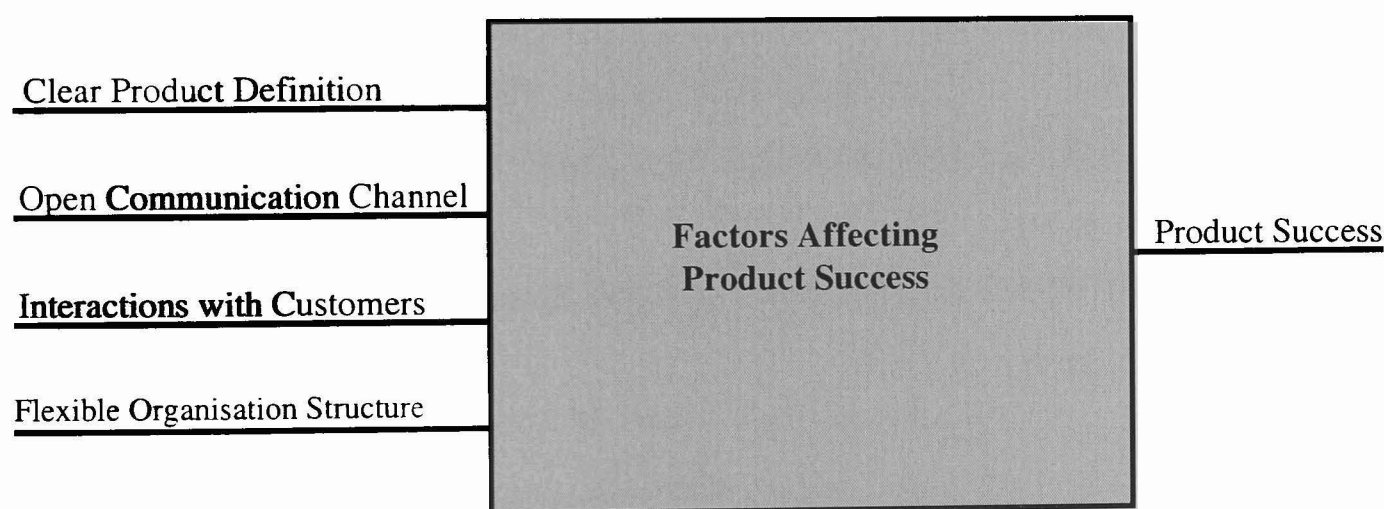 Clear Product Definition
Open Communication Channel
Interactions with Customers
Flexible Organisation Structure
Factors Affecting
Product Success
Product Success